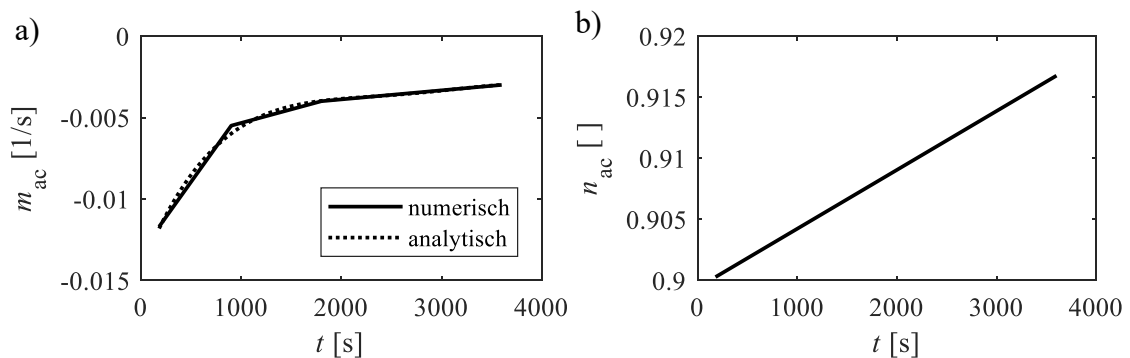 a)
0
-0.005
-0.01
-0.015
m_ac [1/s]
numerisch
analytisch
0 1000 2000 3000 4000
t [s]
b)
0.92
0.915
0.91
0.905
0.9
n_ac [ ]
0 1000 2000 3000 4000
t [s]